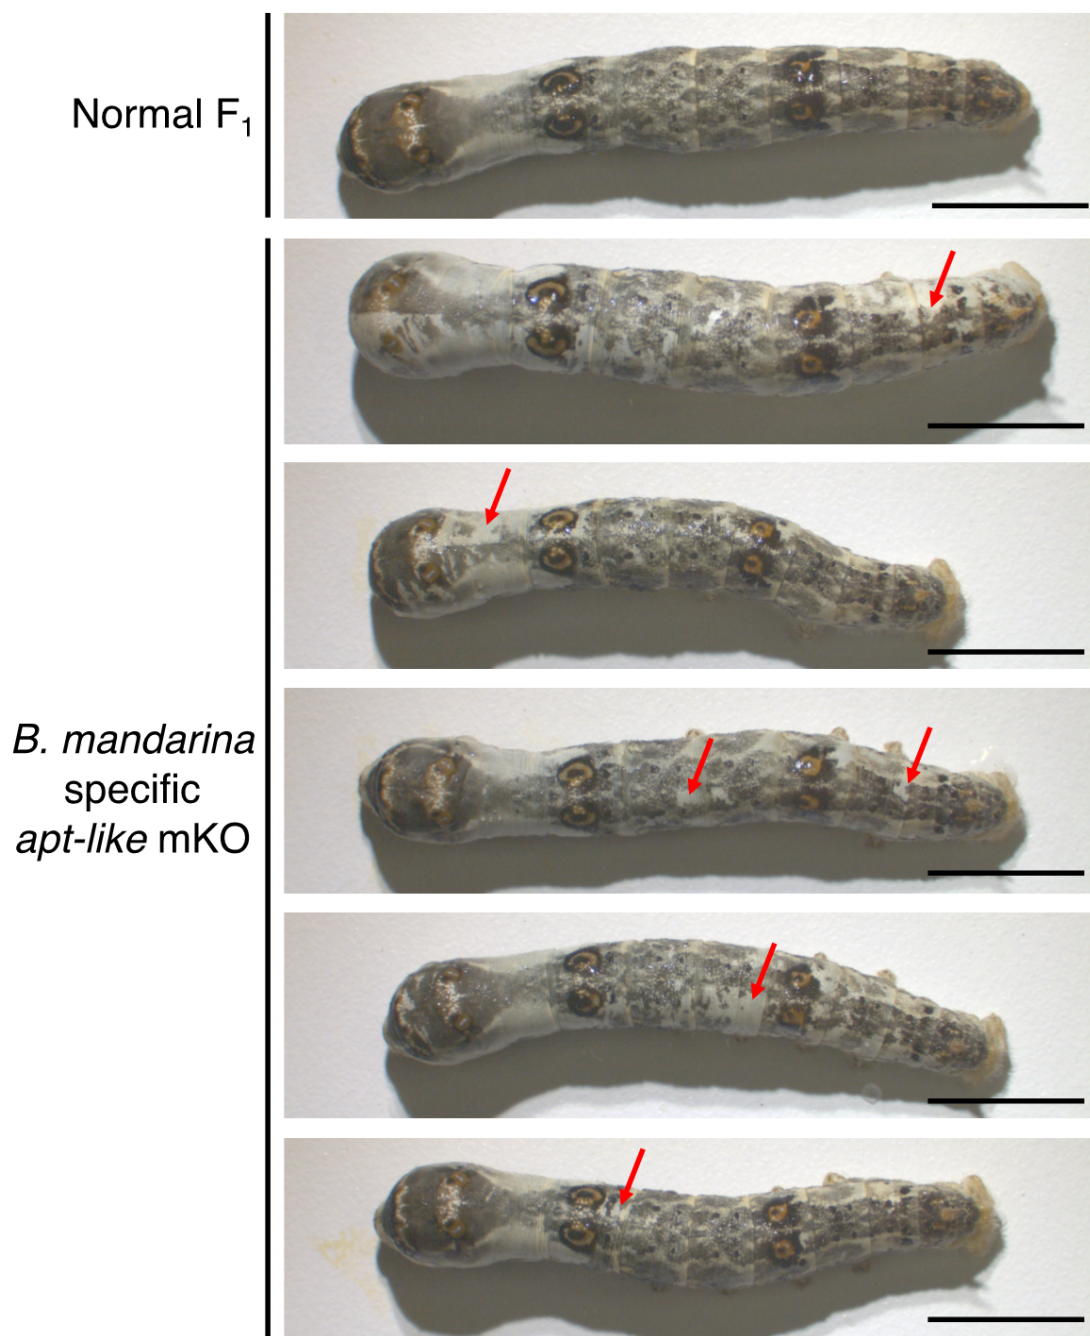 Normal F₁
B. mandarina
specific
apt-like mKO